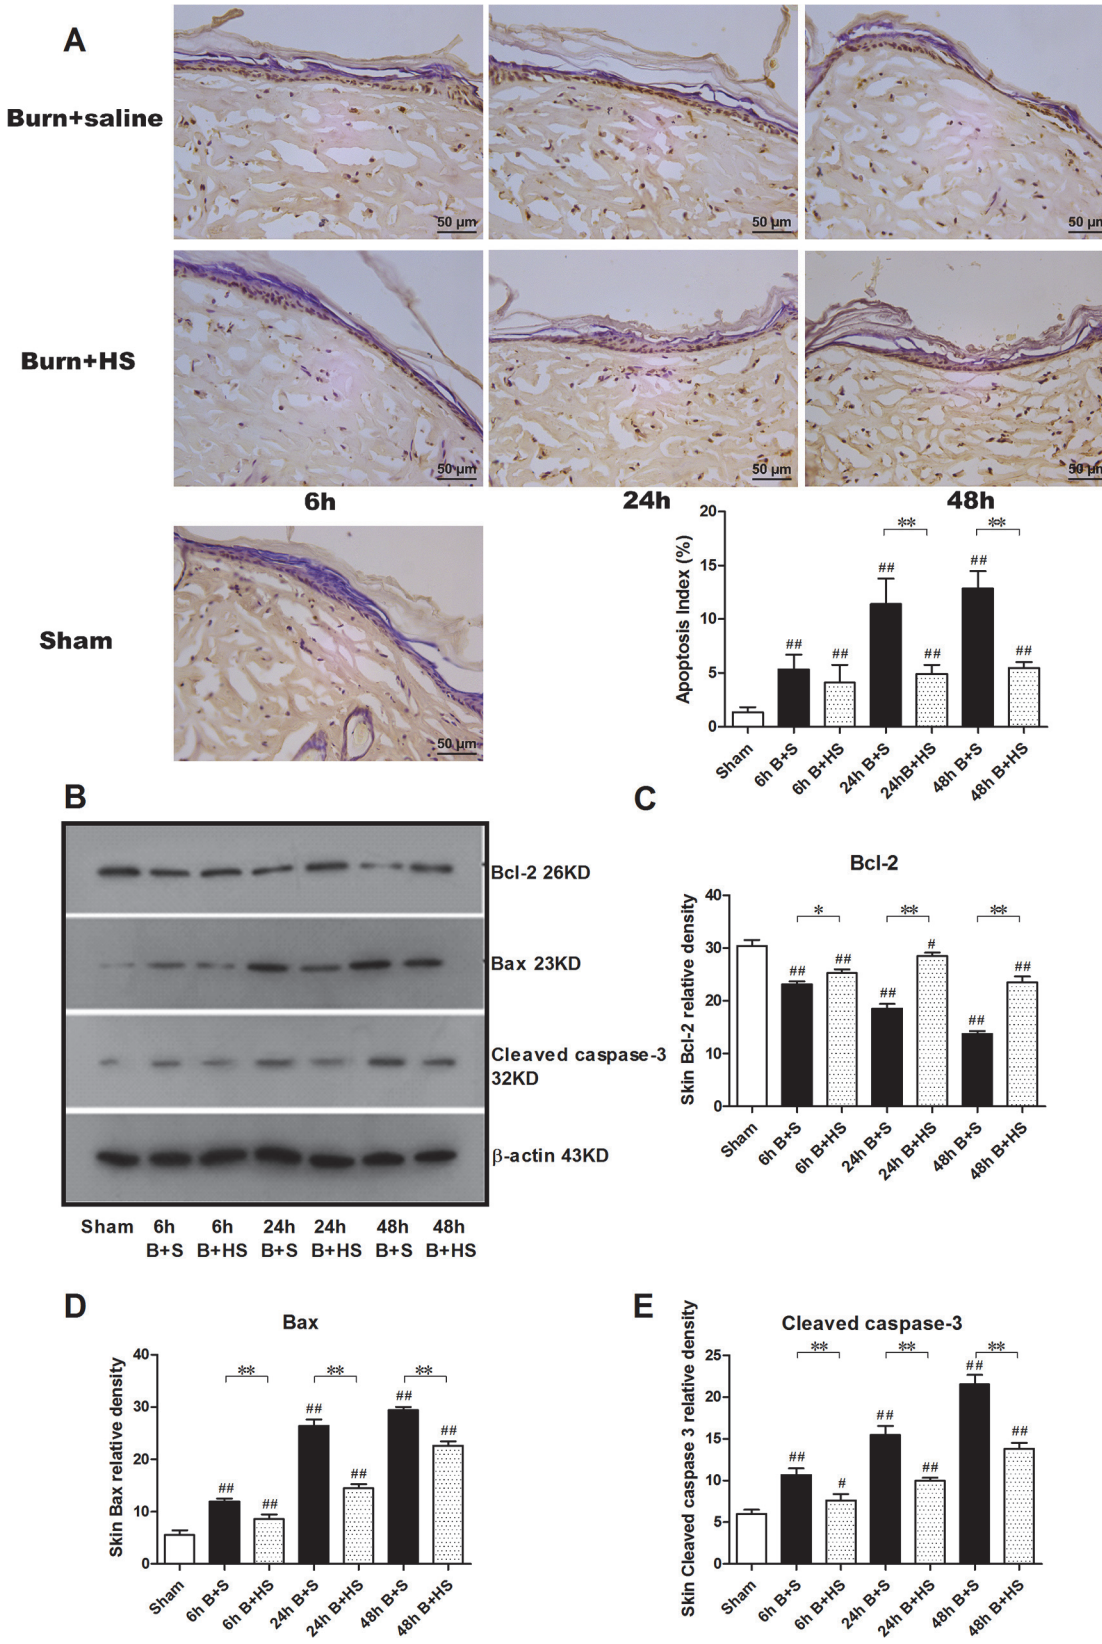 A
Burn+saline
50 µm
50 µm
50 µm
Burn+HS
50 µm
50 µm
50 µm
6h
24h
48h
Sham
50 µm
Apoptosis Index (%)
20
15
10
5
0
**
**
##
##
##
##
##
##
Sham
6h B+S
6h B+HS
24h B+S
24hB+HS
48h B+S
48h B+HS
B
Bcl-2 26KD
Bax 23KD
Cleaved caspase-3
32KD
β-actin 43KD
Sham
6h
B+S
6h
B+HS
24h
B+S
24h
B+HS
48h
B+S
48h
B+HS
C
Bcl-2
Skin Bcl-2 relative density
40
30
20
10
0
*
**
**
##
##
##
#
##
##
Sham
6h B+S
6h B+HS
24h B+S
24h B+HS
48h B+S
48h B+HS
D
Bax
Skin Bax relative density
40
30
20
10
0
**
**
**
##
##
##
##
##
##
Sham
6h B+S
6h B+HS
24h B+S
24h B+HS
48h B+S
48h B+HS
E
Cleaved caspase-3
Skin Cleaved caspase 3 relative density
25
20
15
10
5
0
**
**
**
##
#
##
##
##
##
Sham
6h B+S
6h B+HS
24h B+S
24h B+HS
48h B+S
48h B+HS